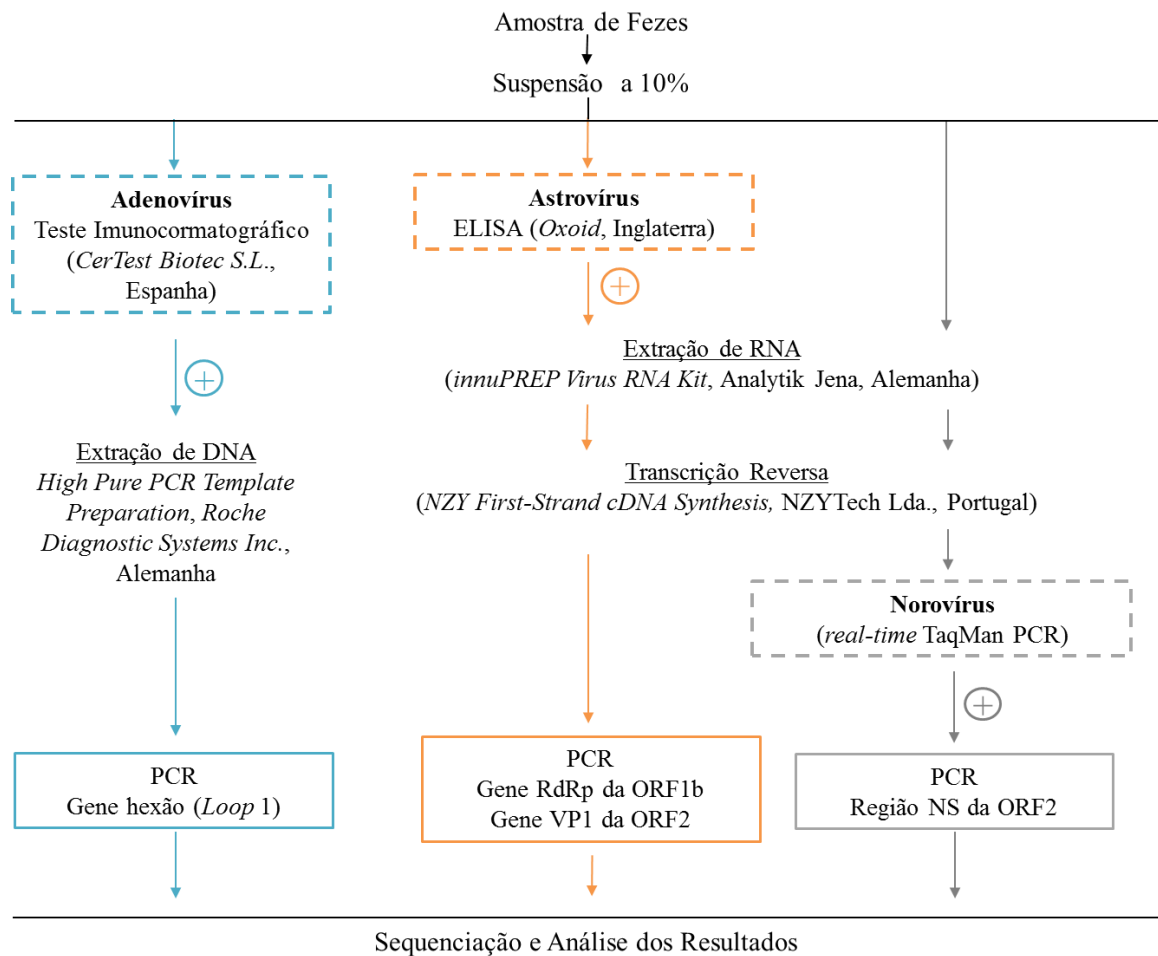 Amostra de Fezes
Suspensão a 10%
Adenovírus
Teste Imunocormatográfico
(CerTest Biotec S.L.,
Espanha)
Astrovírus
ELISA (Oxoid, Inglaterra)
Extração de RNA
(innuPREP Virus RNA Kit, Analytik Jena, Alemanha)
Extração de DNA
High Pure PCR Template
Preparation, Roche
Diagnostic Systems Inc.,
Alemanha
Transcrição Reversa
(NZY First-Strand cDNA Synthesis, NZYTech Lda., Portugal)
Norovírus
(real-time TaqMan PCR)
PCR
Gene hexão (Loop 1)
PCR
Gene RdRp da ORF1b
Gene VP1 da ORF2
PCR
Região NS da ORF2
Sequenciação e Análise dos Resultados